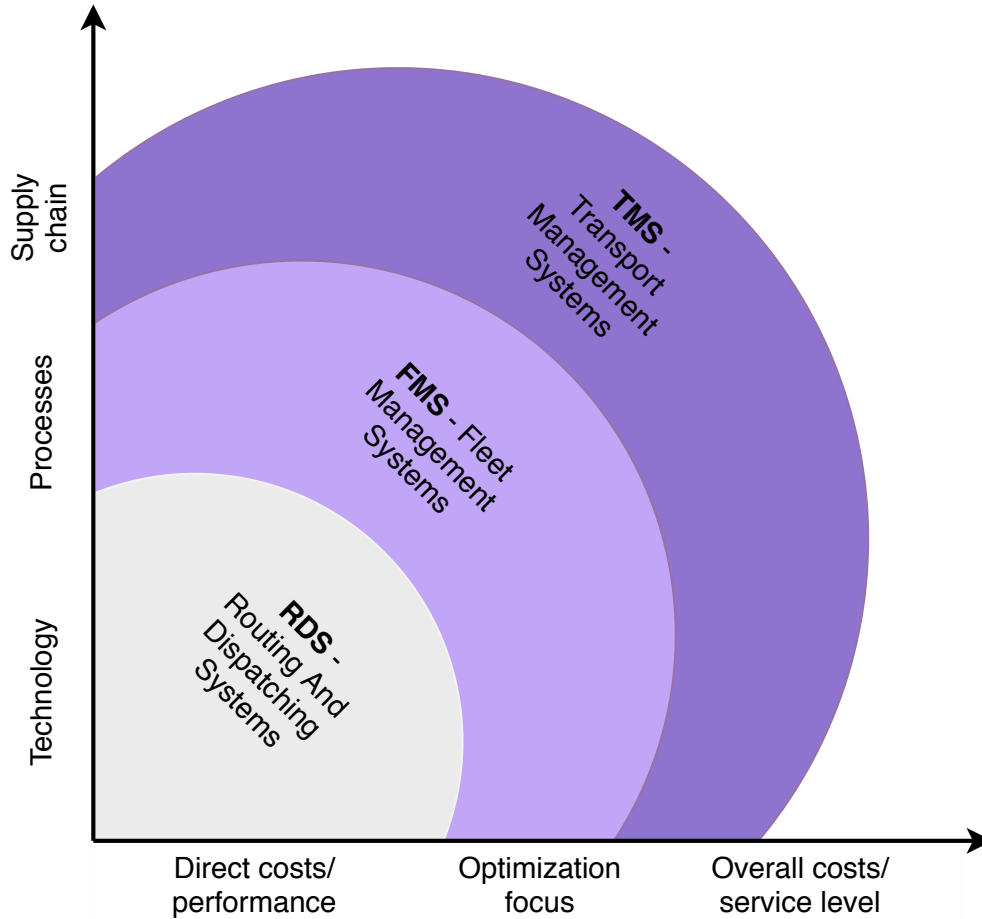 Supply
chain
Processes
Technology
TMS -
Transport
Management
Systems
FMS - Fleet
Management
Systems
RDS -
Routing And
Dispatching
Systems
Direct costs/
performance
Optimization
focus
Overall costs/
service level